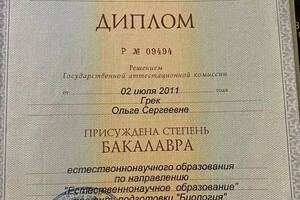 ДИПЛОМ
Р № 09494
Решением
Государственной аттестационной комиссии
от 02 июля 2011 года
Грек
Ольге Сергеевне
ПРИСУЖДЕНА СТЕПЕНЬ
БАКАЛАВРА
естественнонаучного образования
по направлению
"Естественнонаучное образование"
подготовки "Биология"